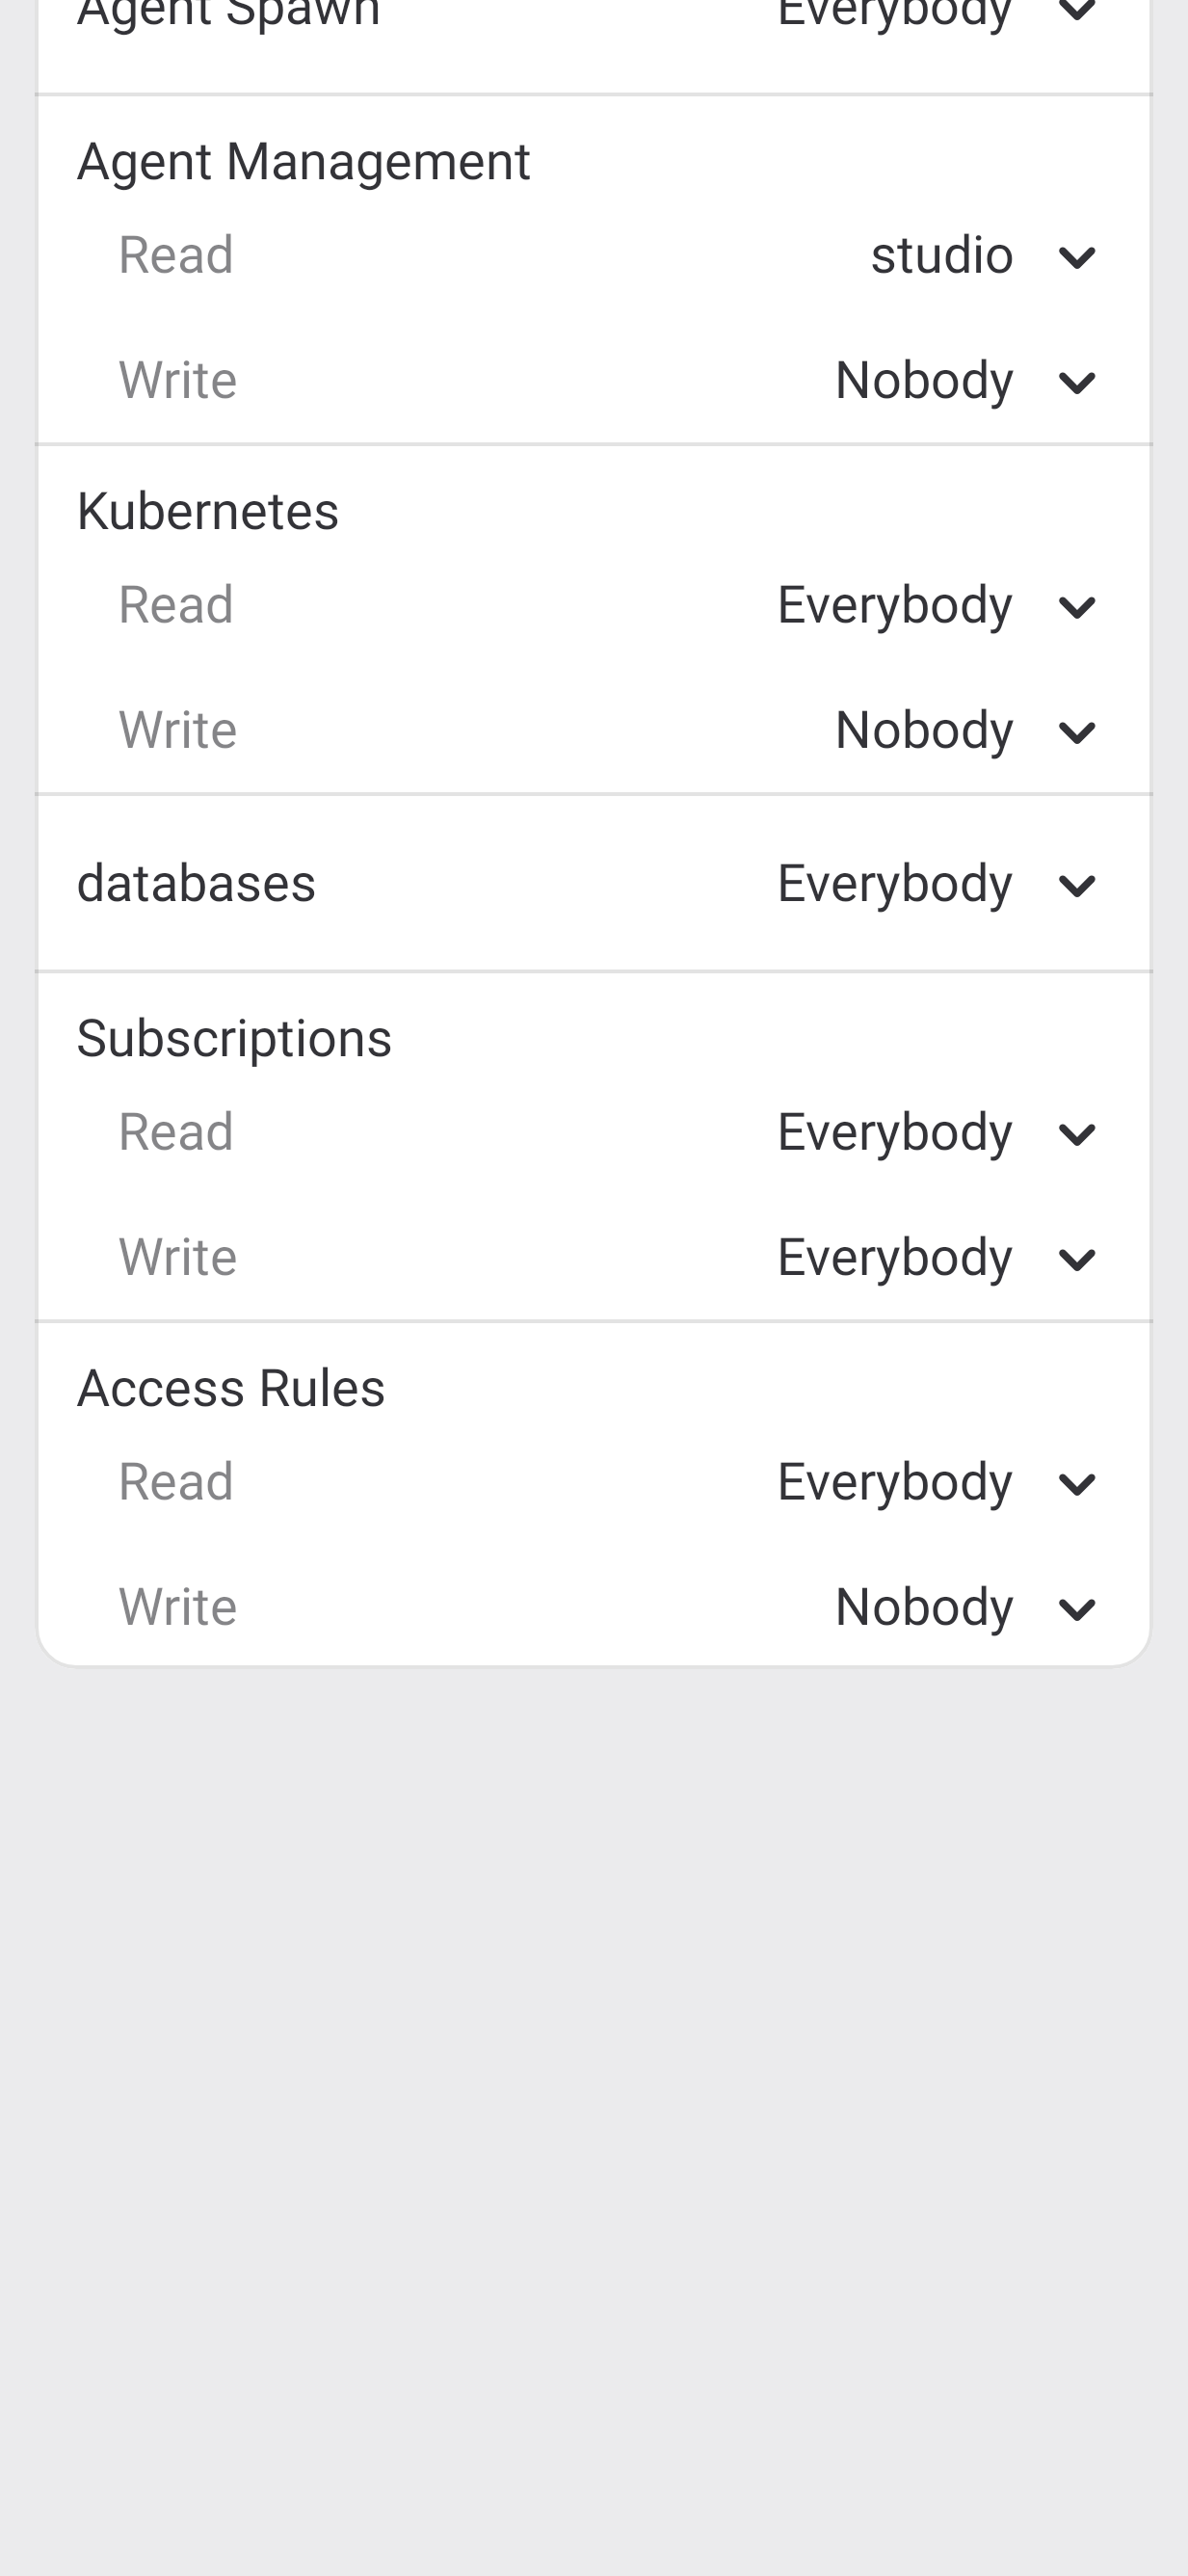 Agent Spawn Everybody
Agent Management
Read studio
Write Nobody
Kubernetes
Read Everybody
Write Nobody
databases Everybody
Subscriptions
Read Everybody
Write Everybody
Access Rules
Read Everybody
Write Nobody